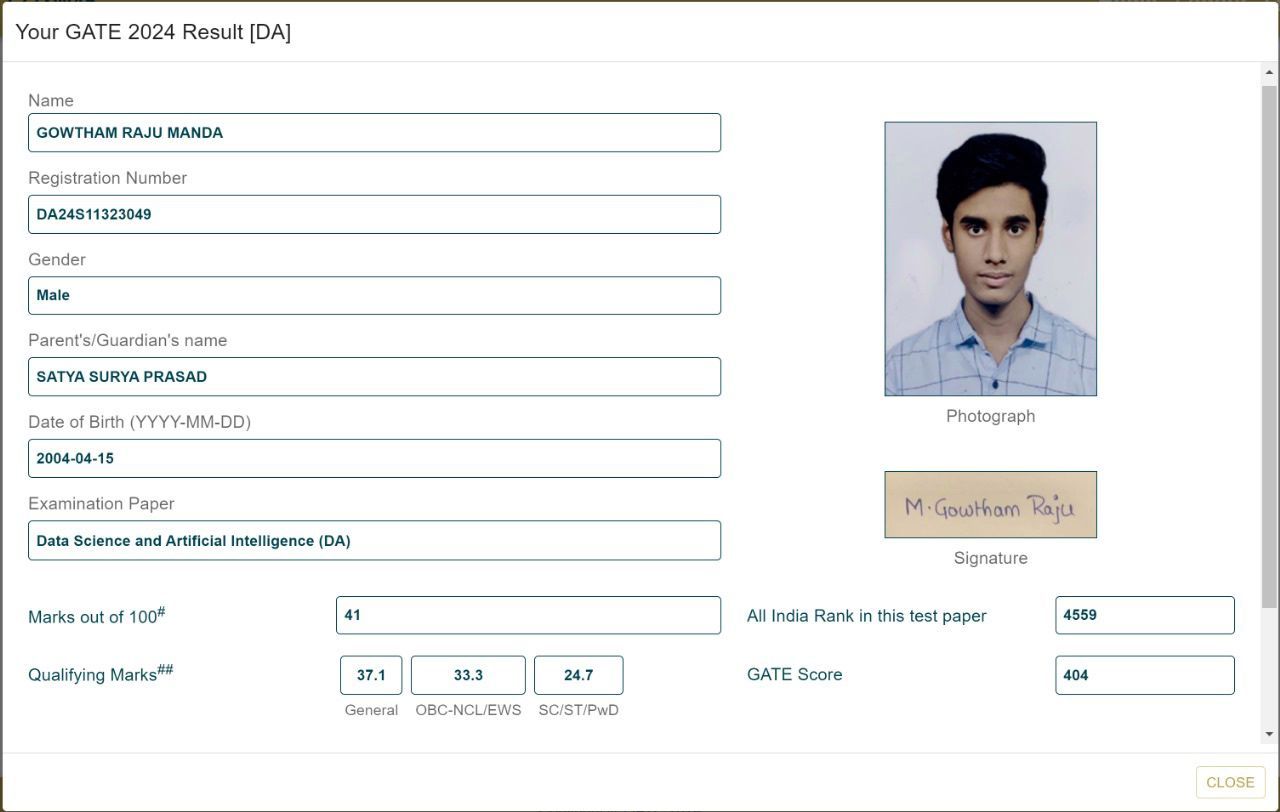 Your GATE 2024 Result [DA]
Name
GOWTHAM RAJU MANDA
Registration Number
DA24S11323049
Gender
Male
Parent's/Guardian's name
SATYA SURYA PRASAD
Date of Birth (YYYY-MM-DD)
2004-04-15
Examination Paper
Data Science and Artificial Intelligence (DA)
Photograph
M. Gowtham Raju
Signature
Marks out of 100# 41
All India Rank in this test paper 4559
Qualifying Marks## 37.1 33.3 24.7
General OBC-NCL/EWS SC/ST/PwD
GATE Score 404
CLOSE